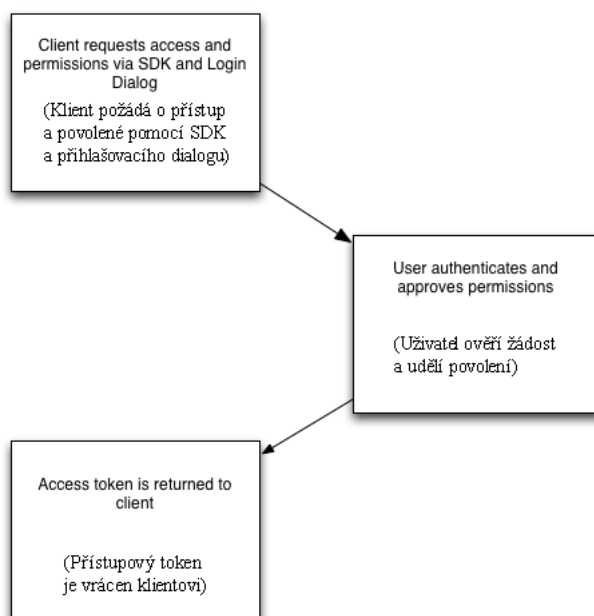 Client requests access and
permissions via SDK and Login
Dialog
(Klient požádá o přístup
a povolené pomocí SDK
a přihlašovacího dialogu)
User authenticates and
approves permissions
(Uživatel ověří žádost
a udělí povolení)
Access token is returned to
client
(Přístupový token
je vrácen klientovi)